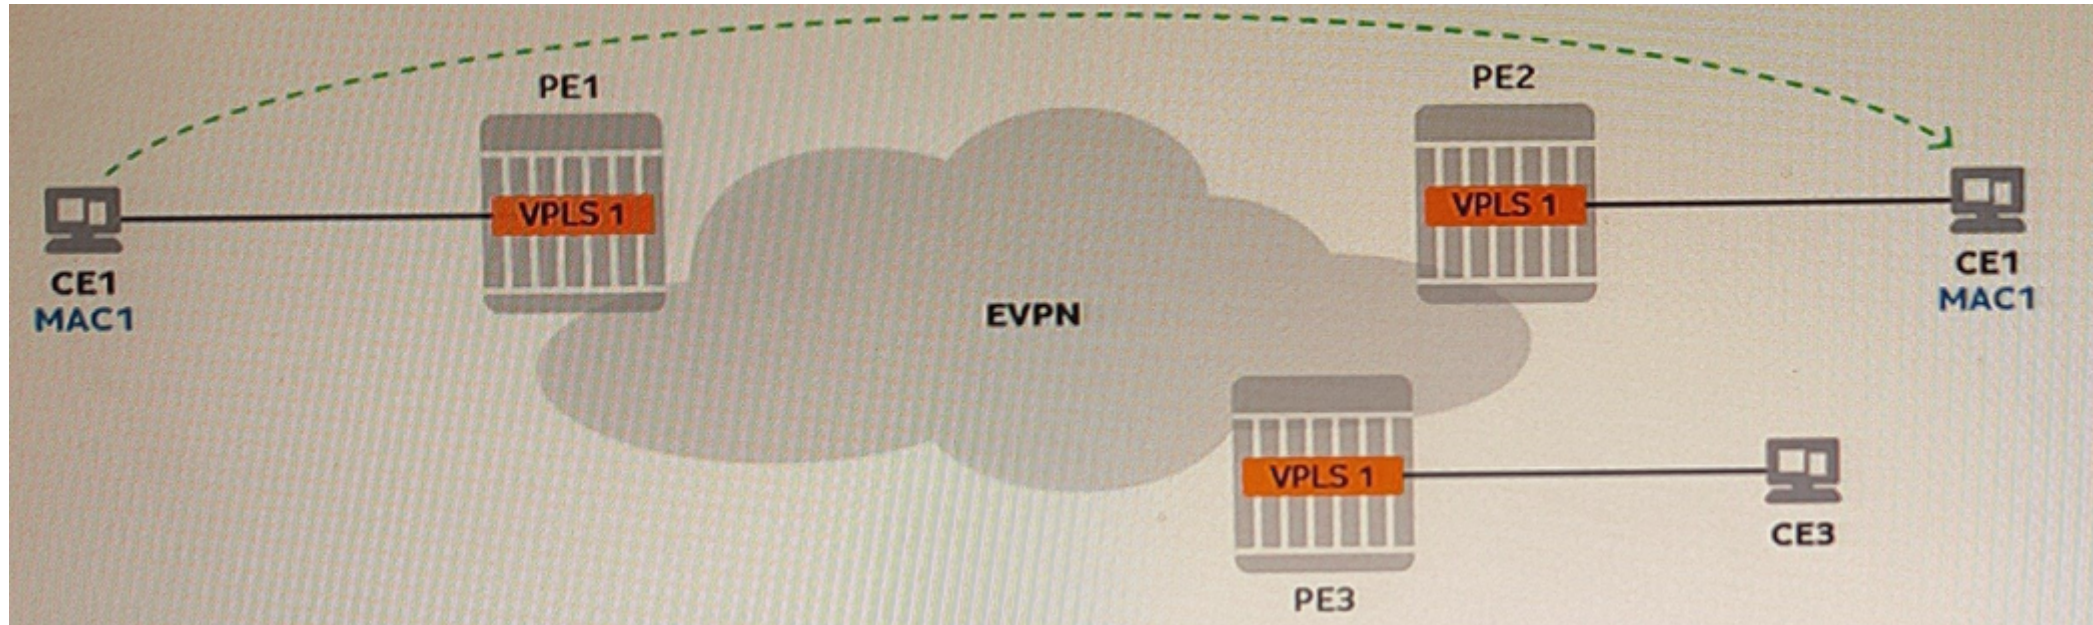 PE1
PE2
VPLS 1
VPLS 1
CE1
MAC1
CE1
MAC1
EVPN
VPLS 1
CE3
PE3